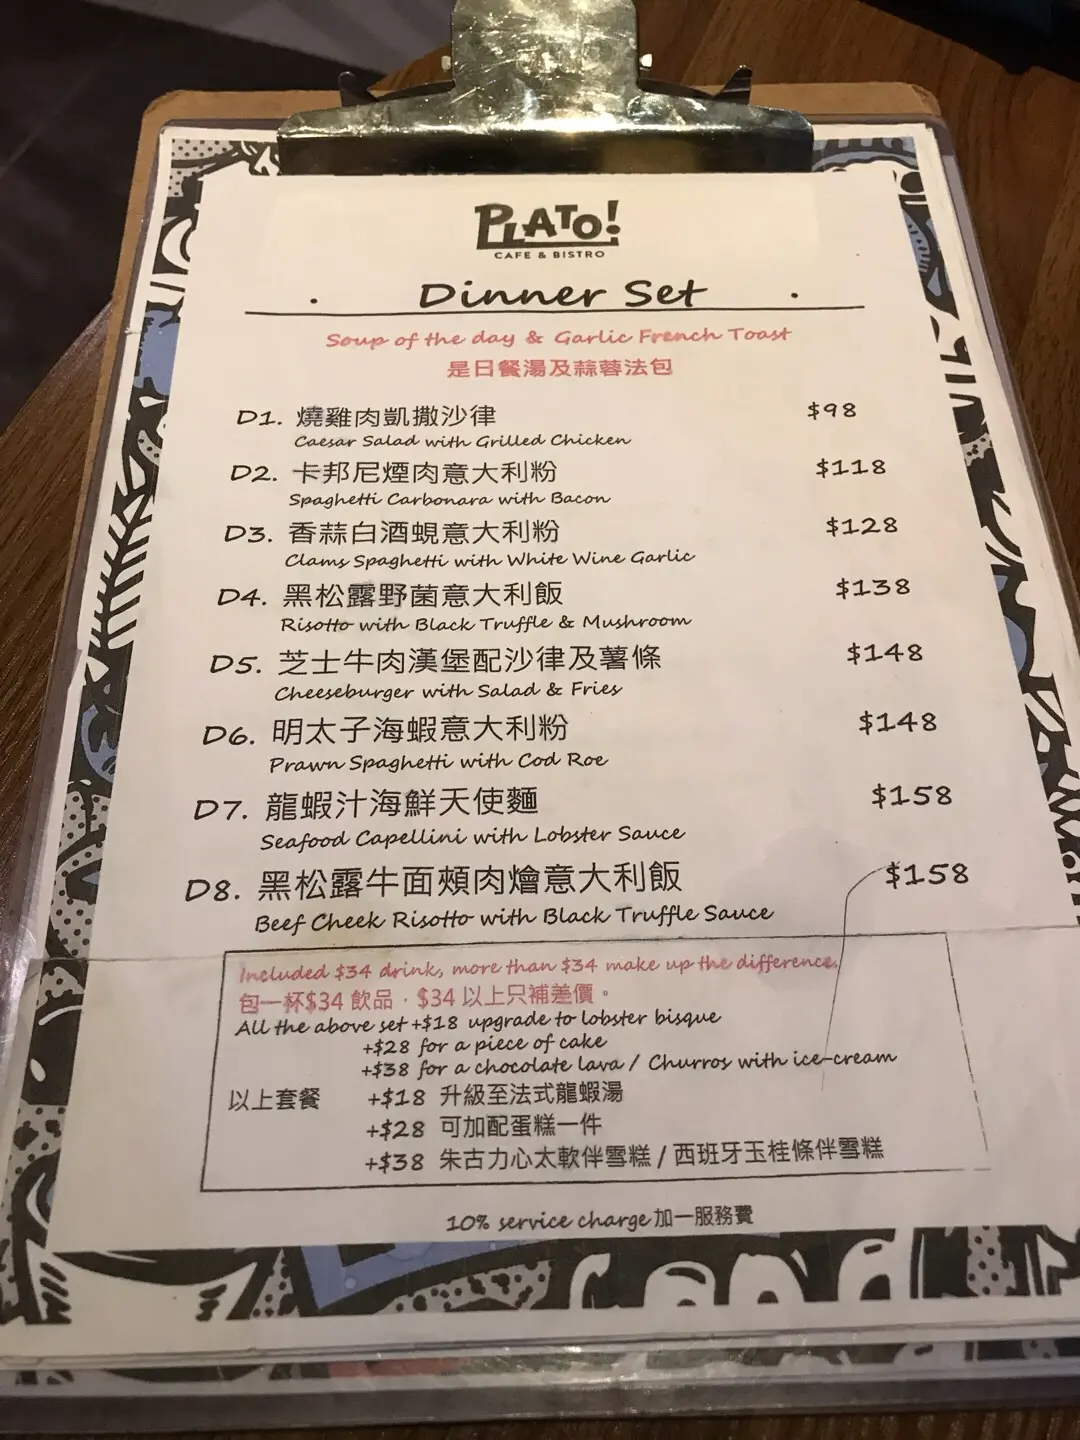 PLATO!
CAFE & BISTRO
· Dinner Set ·
Soup of the day & Garlic French Toast
是日餐湯及蒜蓉法包
D1. 燒雞肉凱撒沙律 $98
Caesar Salad with Grilled Chicken
D2. 卡邦尼煙肉意大利粉 $118
Spaghetti Carbonara with Bacon
D3. 香蒜白酒蜆意大利粉 $128
Clams Spaghetti with White Wine Garlic
D4. 黑松露野菌意大利飯 $138
Risotto with Black Truffle & Mushroom
D5. 芝士牛肉漢堡配沙律及薯條 $148
Cheeseburger with Salad & Fries
D6. 明太子海蝦意大利粉 $148
Prawn Spaghetti with Cod Roe
D7. 龍蝦汁海鮮天使麵 $158
Seafood Capellini with Lobster Sauce
D8. 黑松露牛面頰肉燴意大利飯 $158
Beef Cheek Risotto with Black Truffle Sauce
Included $34 drink, more than $34 make up the difference.
包一杯$34 飲品，$34 以上只補差價。
All the above set +$18 upgrade to lobster bisque
+$28 for a piece of cake
+$38 for a chocolate lava / Churros with ice-cream
以上套餐 +$18 升級至法式龍蝦湯
+$28 可加配蛋糕一件
+$38 朱古力心太軟伴雪糕 / 西班牙玉桂條伴雪糕
10% service charge 加一服務費